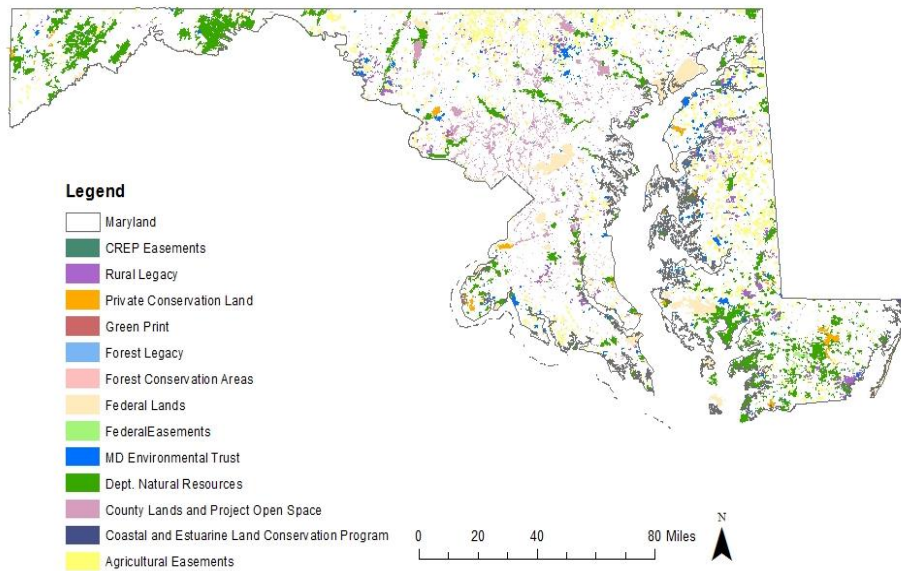 Legend
Maryland
CREP Easements
Rural Legacy
Private Conservation Land
Green Print
Forest Legacy
Forest Conservation Areas
Federal Lands
FederalEasements
MD Environmental Trust
Dept. Natural Resources
County Lands and Project Open Space
Coastal and Estuarine Land Conservation Program
Agricultural Easements
0 20 40 80 Miles
N